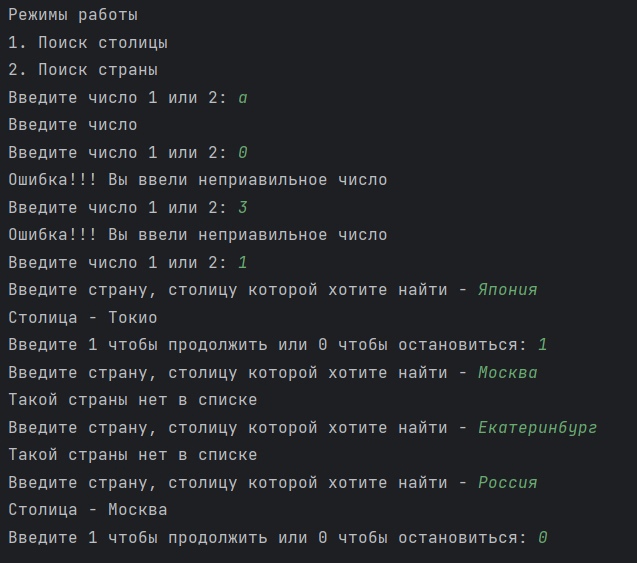 Режимы работы
1. Поиск столицы
2. Поиск страны
Введите число 1 или 2: а
Введите число
Введите число 1 или 2: 0
Ошибка!!! Вы ввели неприавильное число
Введите число 1 или 2: 3
Ошибка!!! Вы ввели неприавильное число
Введите число 1 или 2: 1
Введите страну, столицу которой хотите найти - Япония
Столица - Токио
Введите 1 чтобы продолжить или 0 чтобы остановиться: 1
Введите страну, столицу которой хотите найти - Москва
Такой страны нет в списке
Введите страну, столицу которой хотите найти - Екатеринбург
Такой страны нет в списке
Введите страну, столицу которой хотите найти - Россия
Столица - Москва
Введите 1 чтобы продолжить или 0 чтобы остановиться: 0